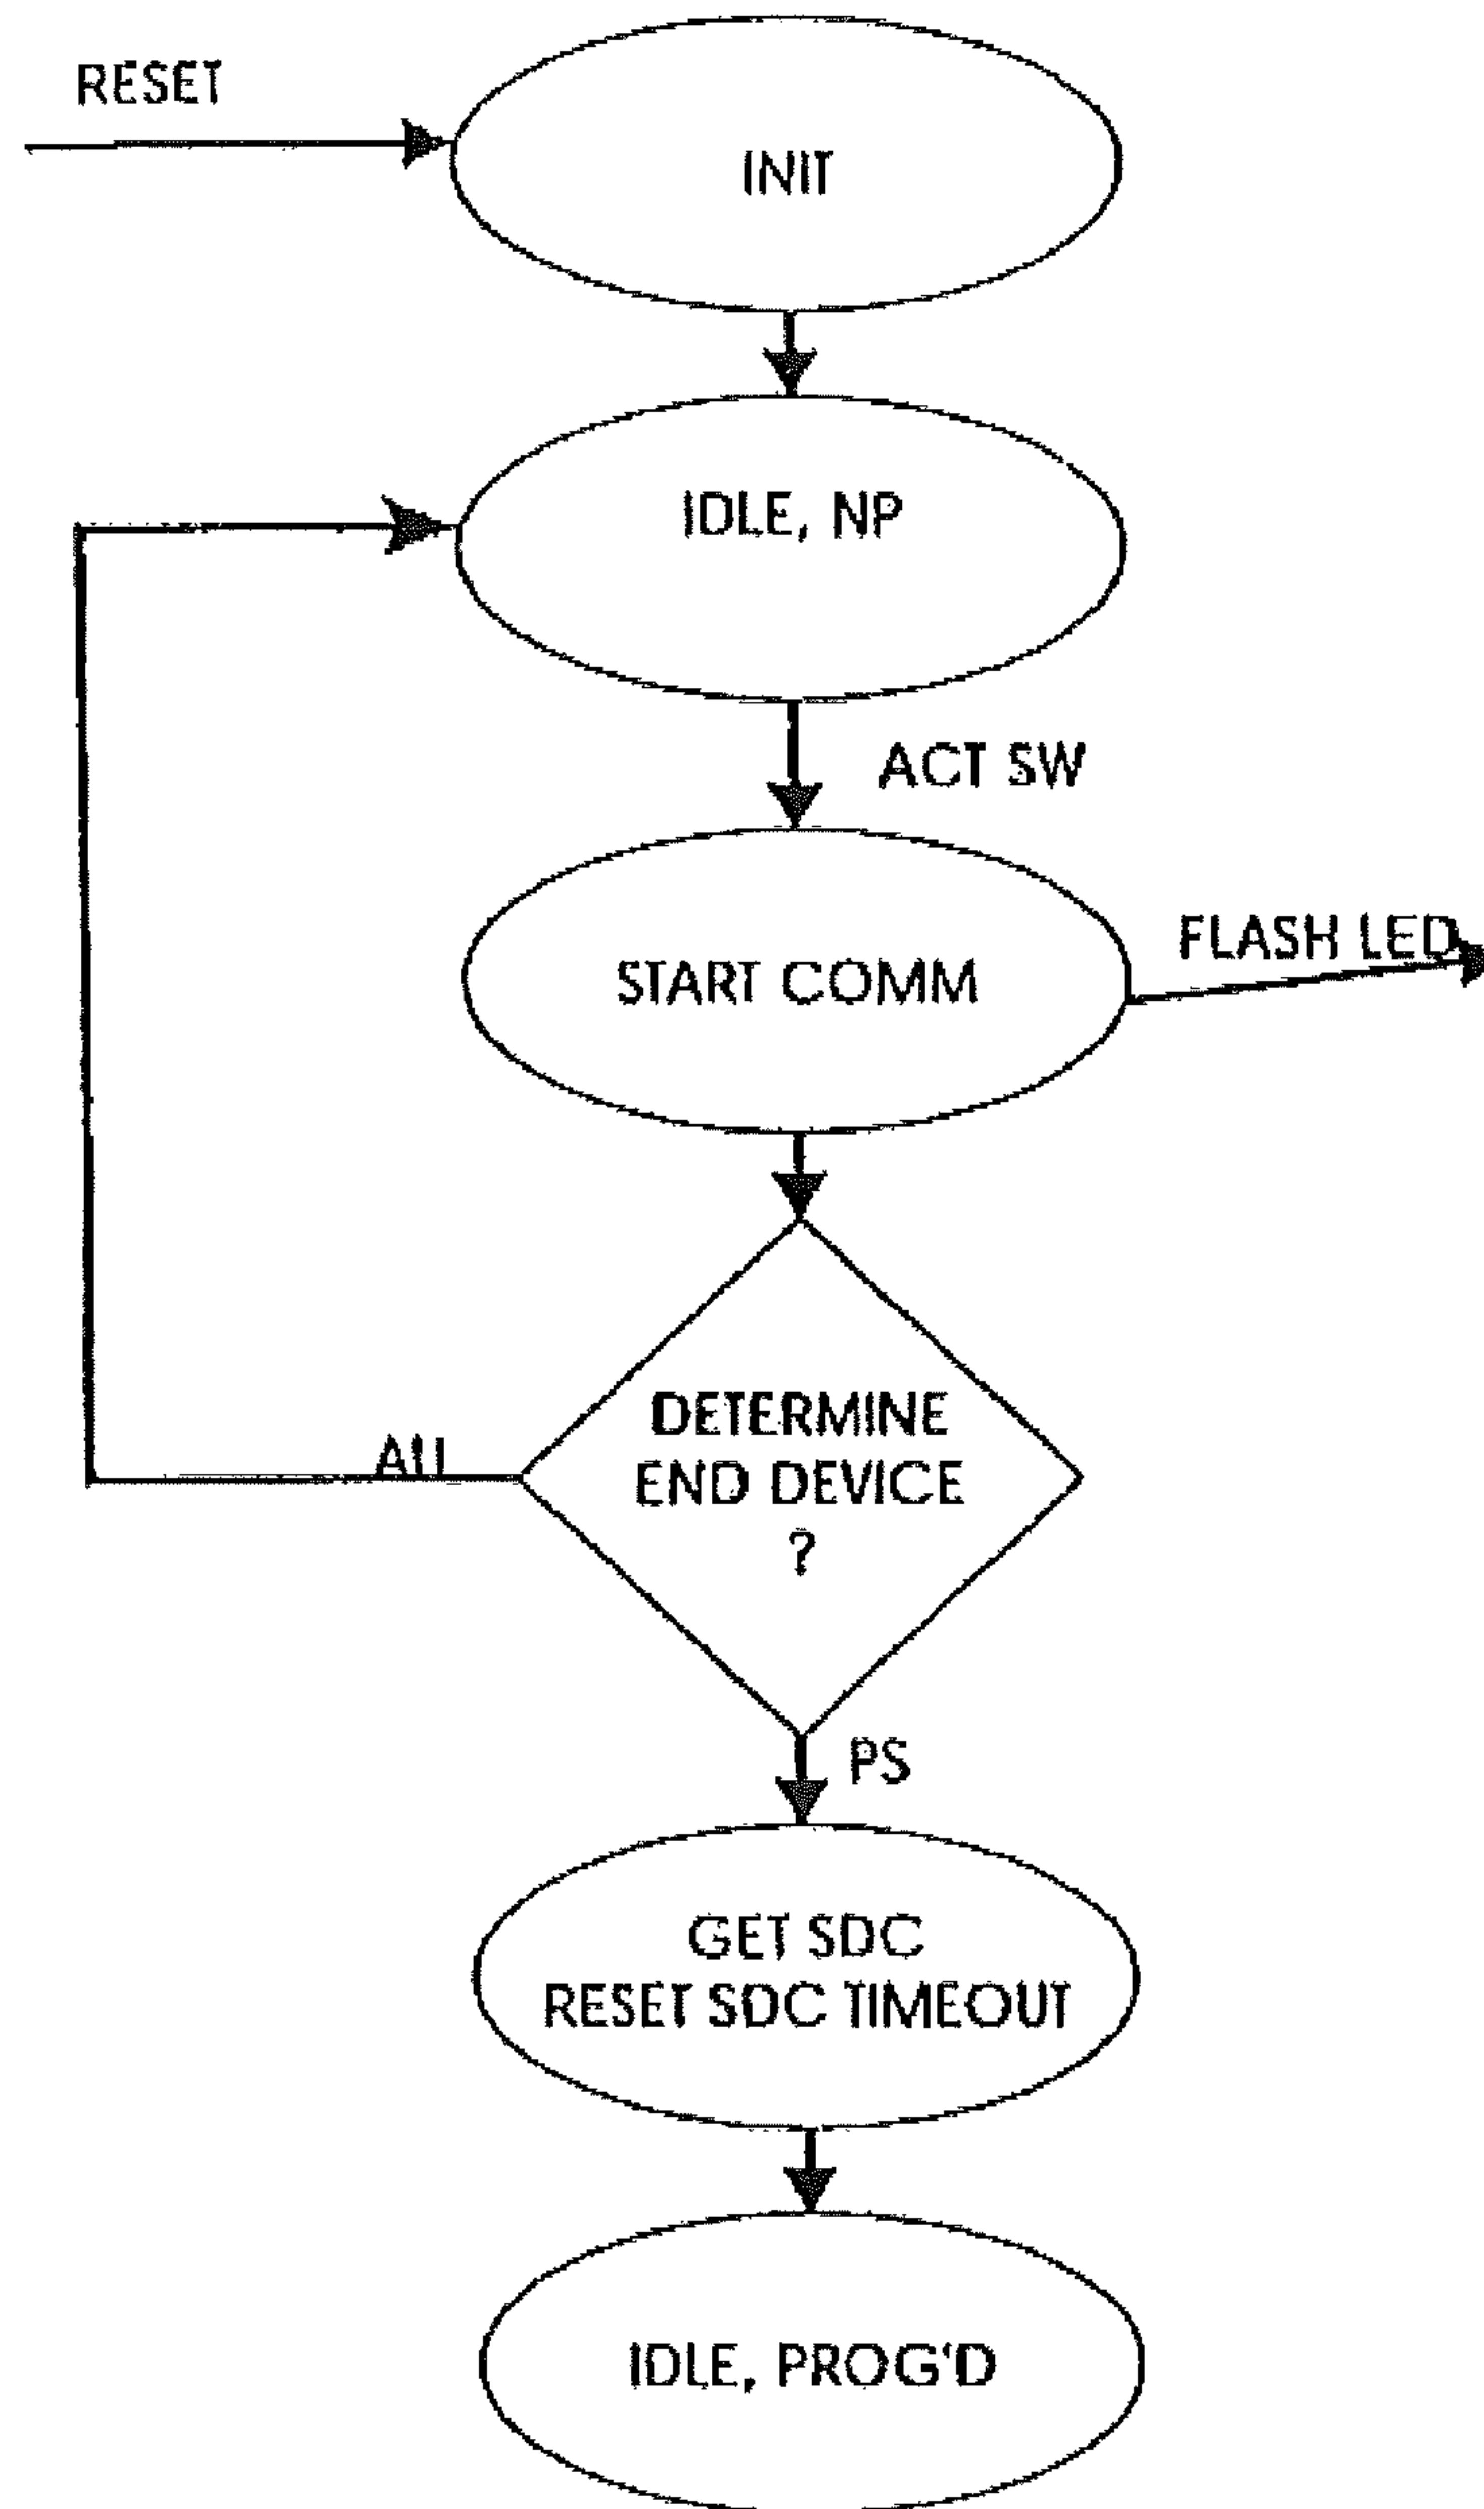 RESET
INIT
IDLE, NP
ACT SW
START COMM
FLASH LED
DETERMINE
END DEVICE
?
AU
PS
GET SDC
RESET SDC TIMEOUT
IDLE, PROG'D